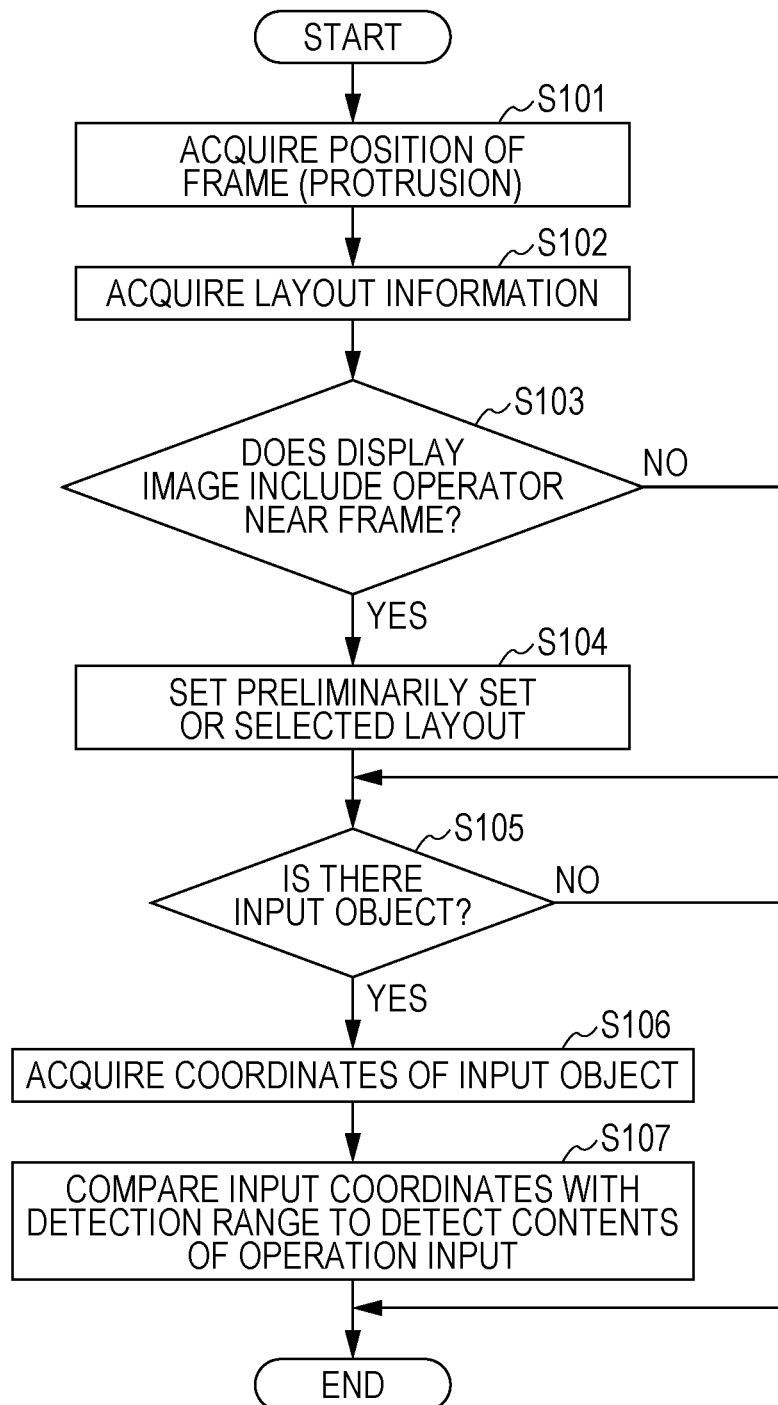 START
S101
ACQUIRE POSITION OF
FRAME (PROTRUSION)
S102
ACQUIRE LAYOUT INFORMATION
S103
DOES DISPLAY
IMAGE INCLUDE OPERATOR
NEAR FRAME?
NO
YES
S104
SET PRELIMINARILY SET
OR SELECTED LAYOUT
S105
IS THERE
INPUT OBJECT?
NO
YES
S106
ACQUIRE COORDINATES OF INPUT OBJECT
S107
COMPARE INPUT COORDINATES WITH
DETECTION RANGE TO DETECT CONTENTS
OF OPERATION INPUT
END